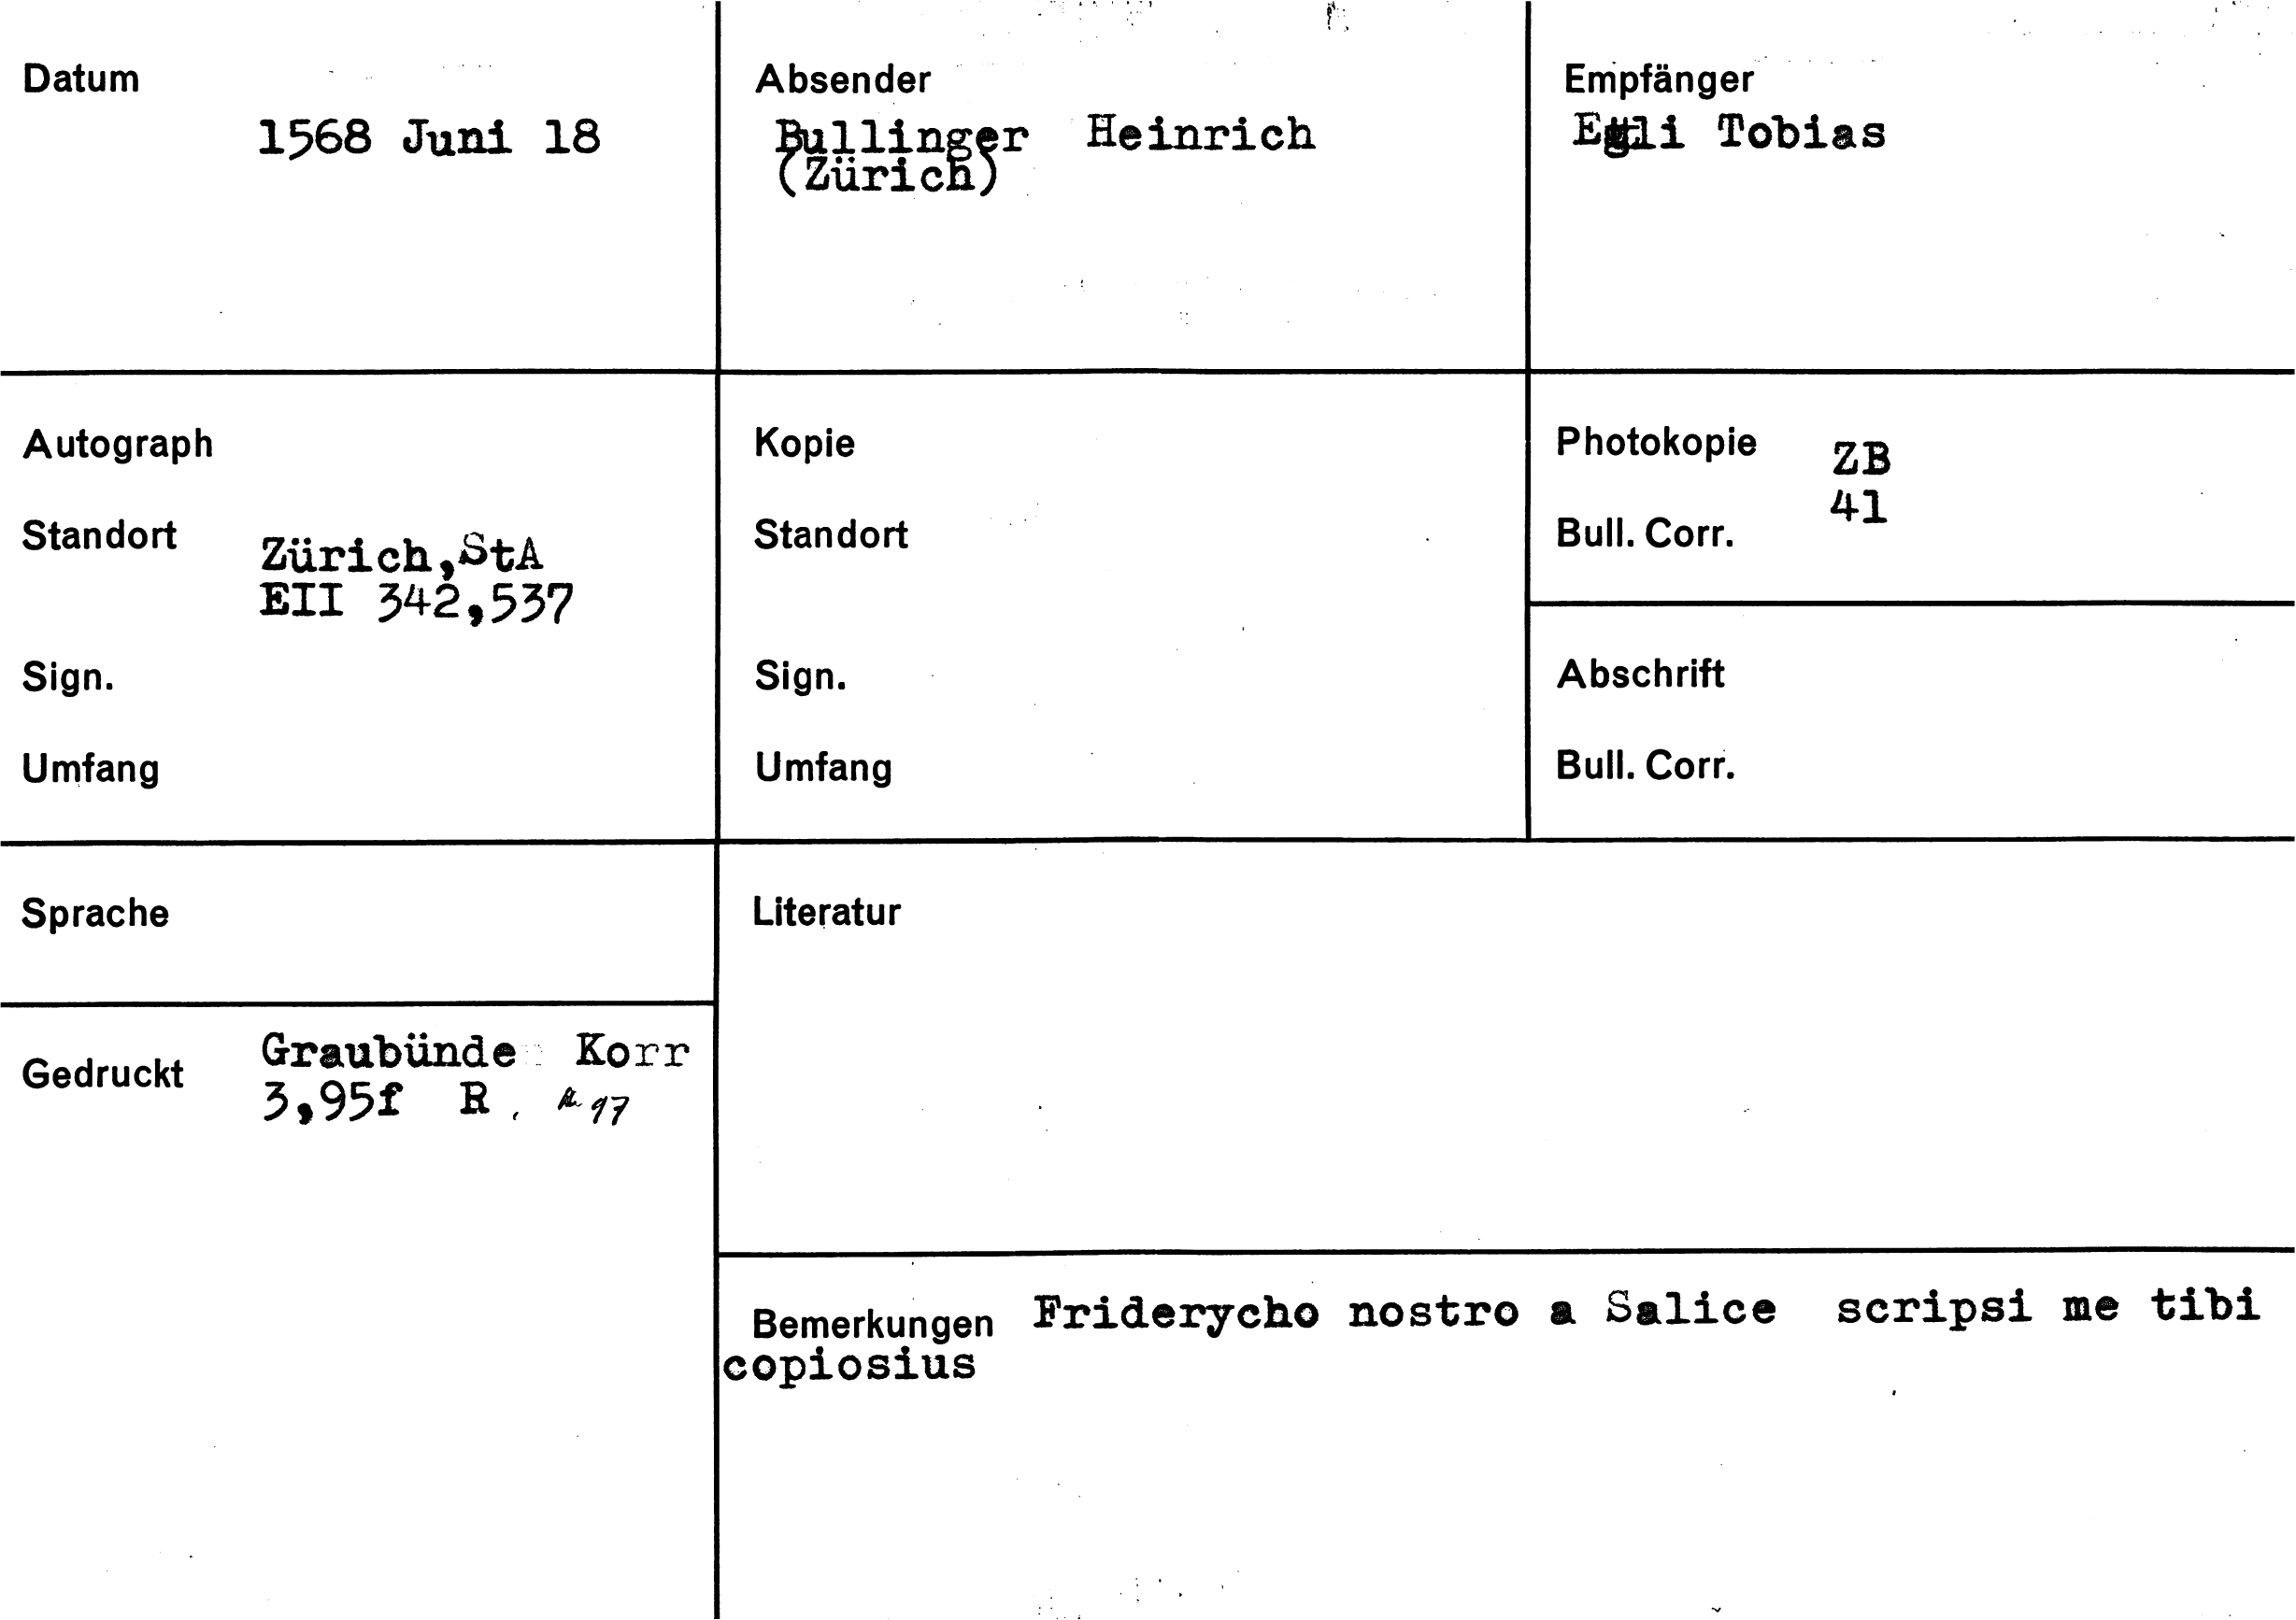 Datum
1568 Juni 18
Absender
Bullinger Heinrich
(Zürich)
Empfänger
Egli Tobias
Autograph
Standort
Zürich,StA
EII 342,537
Sign.
Umfang
Kopie
Standort
Sign.
Umfang
Photokopie ZB
41
Bull. Corr.
Abschrift
Bull. Corr.
Sprache
Gedruckt
Graubünde Korr
3,95f R. 97
Literatur
Bemerkungen Friderycho nostro a Salice scripsi me tibi
copiosius